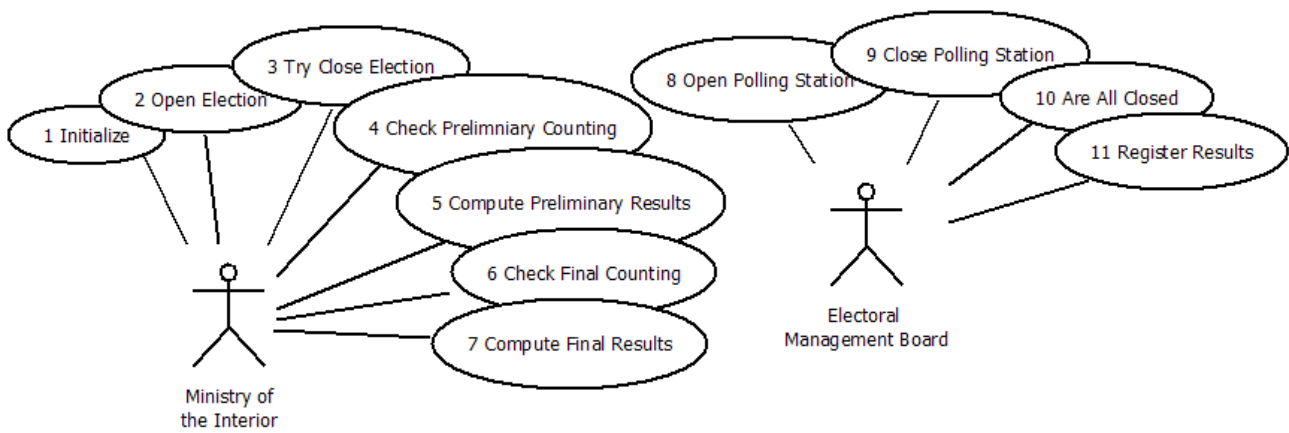 1 Initialize
2 Open Election
3 Try Close Election
4 Check Prelimniary Counting
5 Compute Preliminary Results
6 Check Final Counting
7 Compute Final Results
Ministry of
the Interior
8 Open Polling Station
9 Close Polling Station
10 Are All Closed
11 Register Results
Electoral
Management Board